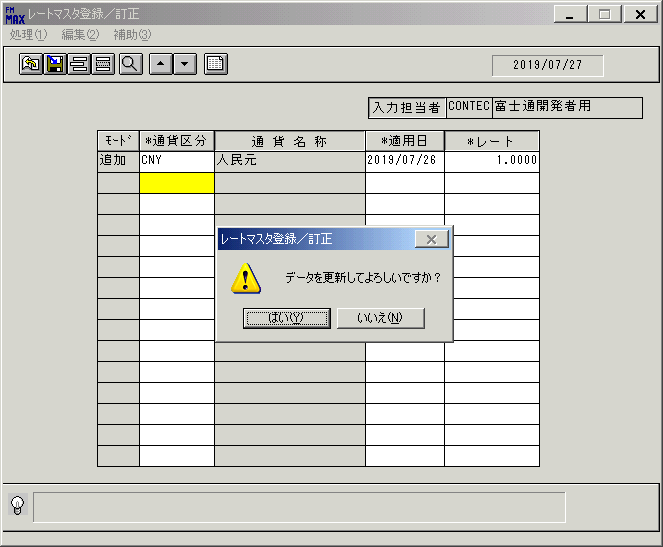 FM MAX レートマスタ登録／訂正
処理(1) 編集(2) 補助(3)
2019/07/27
入力担当者 CONTEC 富士通開発者用
ﾓｰﾄﾞ *通貨区分 通 貨 名 称 *適用日 *レート
追加 CNY 人民元 2019/07/26 1.0000
レートマスタ登録／訂正
データを更新してよろしいですか？
はい(Y) いいえ(N)